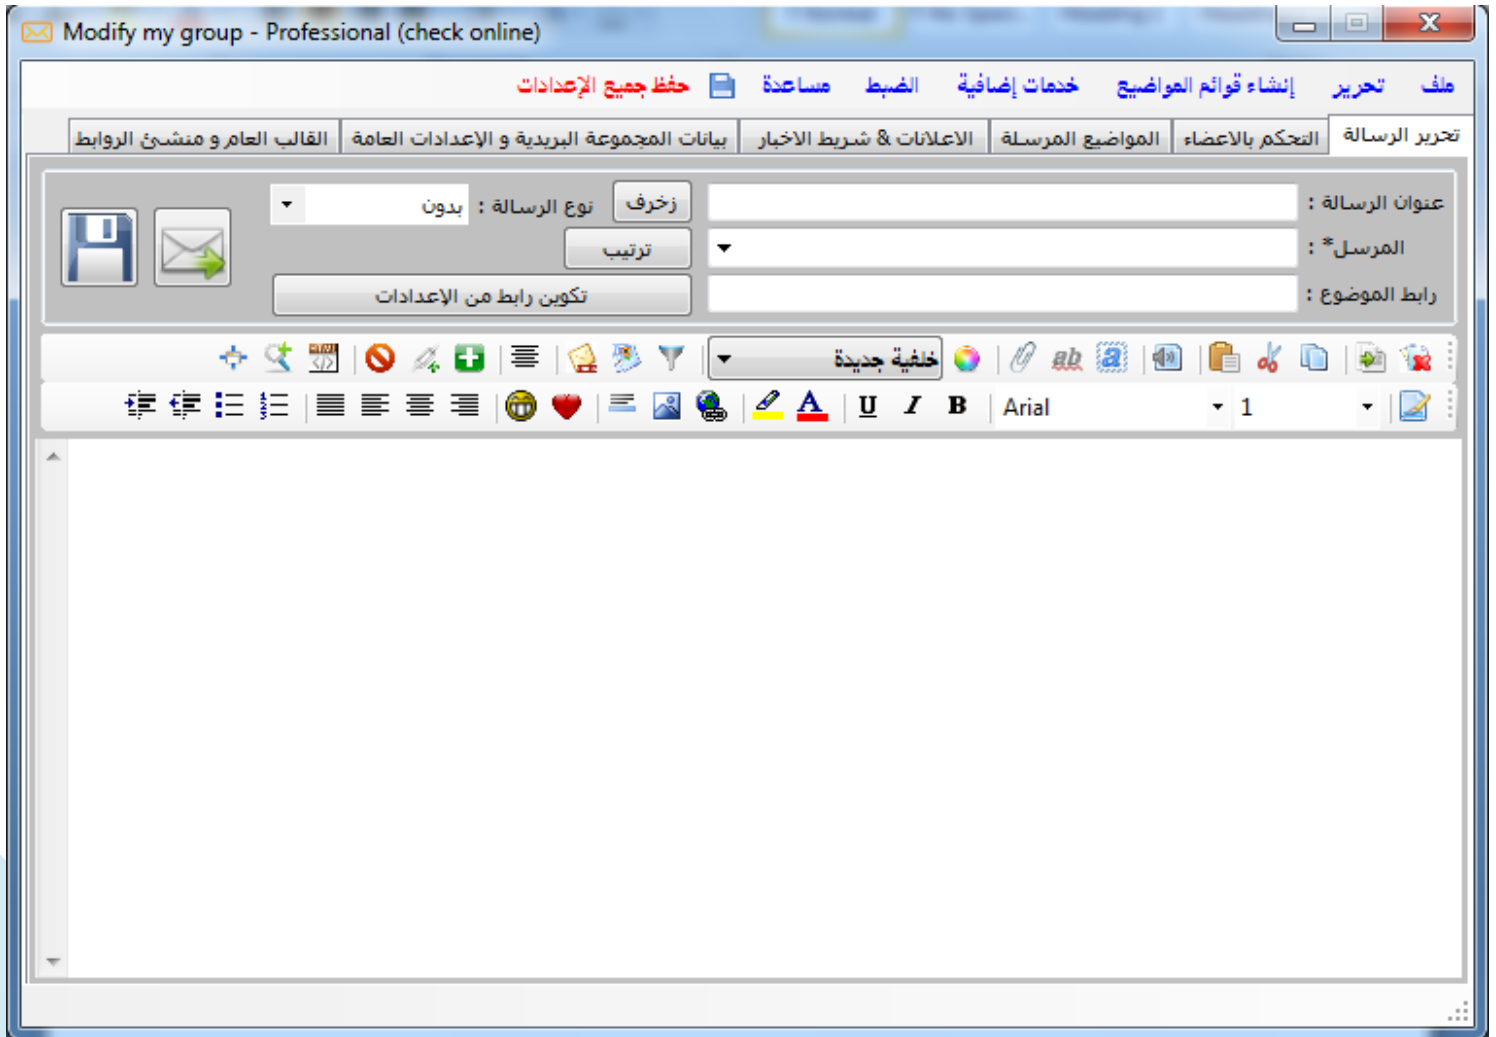 Modify my group - Professional (check online)
ملف تحرير إنشاء قوائم المواضيع خدمات إضافية الضبط مساعدة حفظ جميع الإعدادات
تحرير الرسالة التحكم بالاعضاء المواضيع المرسلة الاعلانات & شريط الاخبار بيانات المجموعة البريدية و الإعدادات العامة القالب العام و منشئ الروابط
عنوان الرسالة : زخرف نوع الرسالة : بدون
المرسل* : ترتيب
رابط الموضوع : تكوين رابط من الإعدادات
خلفية جديدة
1 Arial B I U A